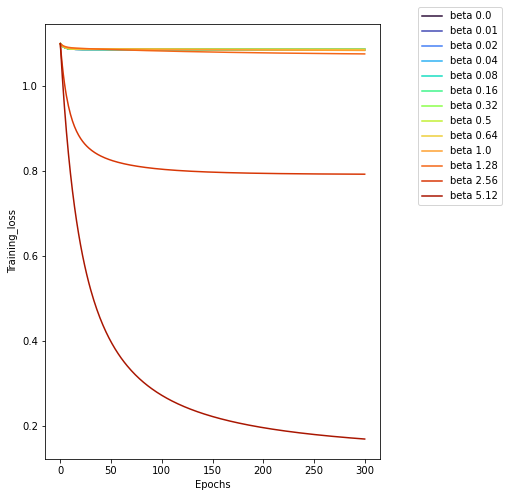 beta 0.0
beta 0.01
beta 0.02
beta 0.04
beta 0.08
beta 0.16
beta 0.32
beta 0.5
beta 0.64
beta 1.0
beta 1.28
beta 2.56
beta 5.12
1.0
0.8
0.6
0.4
0.2
Training_loss
0 50 100 150 200 250 300
Epochs